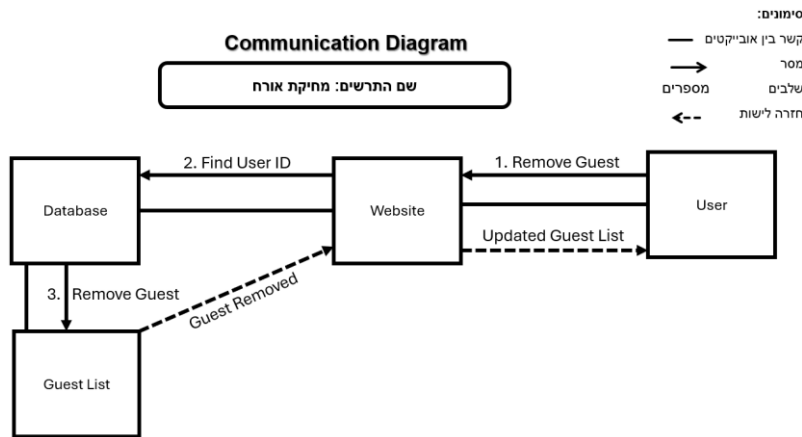 Communication Diagram
שם התרשים: מחיקת אורח
סימונים:
קשר בין אובייקטים
מסר
שלבים מספרים
חזרה לישות
2. Find User ID
1. Remove Guest
Database
Website
User
Updated Guest List
3. Remove Guest
Guest Removed
Guest List